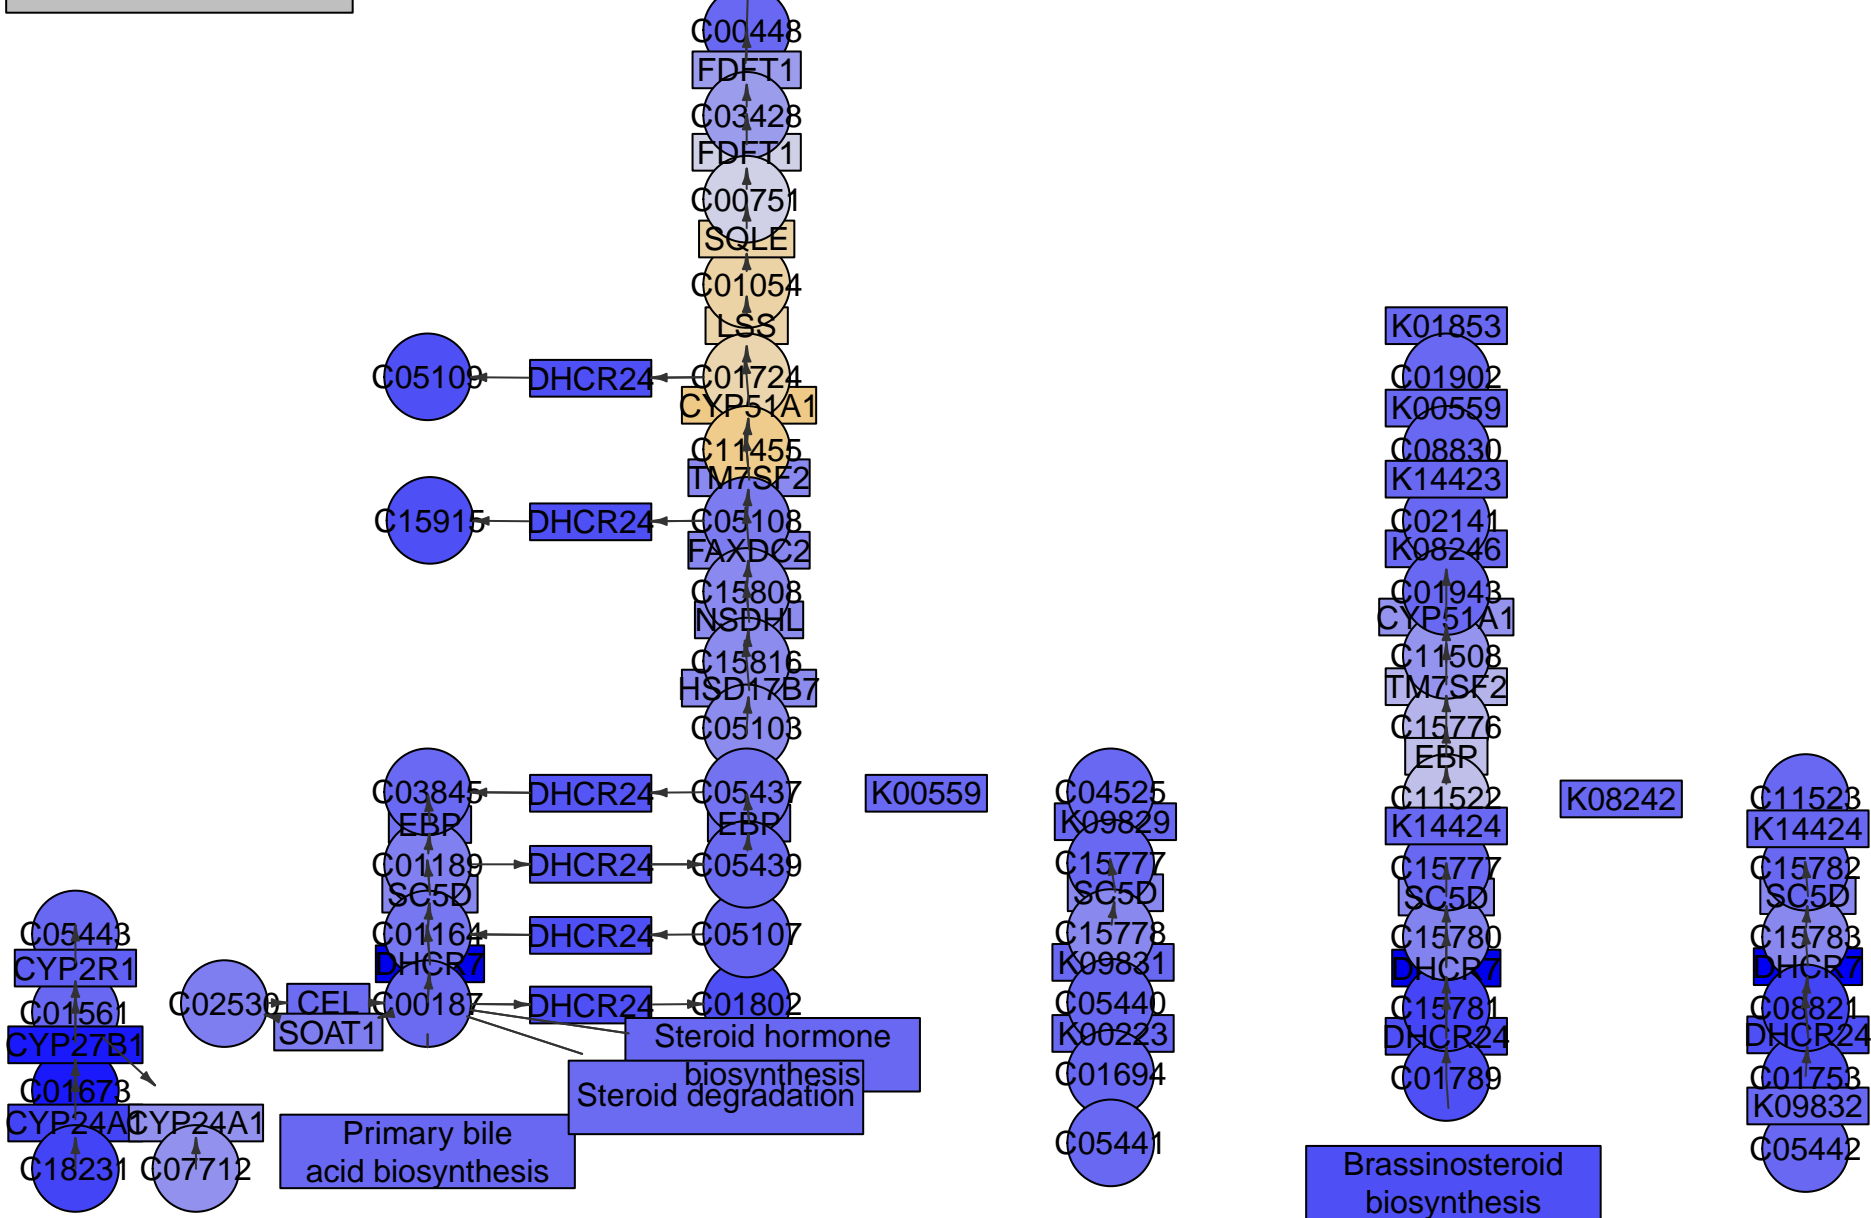 C00448
FDFT1
C03428
FDFT1
C00751
SQLE
C01054
LSS
C05109
DHCR24
C01724
CYP51A1
C11455
TM7SF2
C15915
DHCR24
C05108
FAXDC2
C15808
NSDHL
C15816
HSD17B7
C05103
C03845
DHCR24
C05437
K00559
EBP
EBP
C01189
DHCR24
C05439
SC5D
C01164
DHCR24
C05107
DHCR7
C02530
CEL
SOAT1
C00187
DHCR24
C01802
C05443
CYP2R1
C01561
CYP27B1
C01673
CYP24A1
CYP24A1
C18231
C07712
Steroid hormone
biosynthesis
Steroid degradation
Primary bile
acid biosynthesis
C04525
K09829
C15777
SC5D
C15778
K09831
C05440
K00223
C01694
C05441
K01853
C01902
K00559
C08830
K14423
C02141
K08246
C01943
CYP51A1
C11508
TM7SF2
C15776
EBP
C11522
K14424
C15777
SC5D
C15780
DHCR7
C15781
DHCR24
C01789
Brassinosteroid
biosynthesis
K08242
C11523
K14424
C15782
SC5D
C15783
DHCR7
C08821
DHCR24
C01753
K09832
C05442